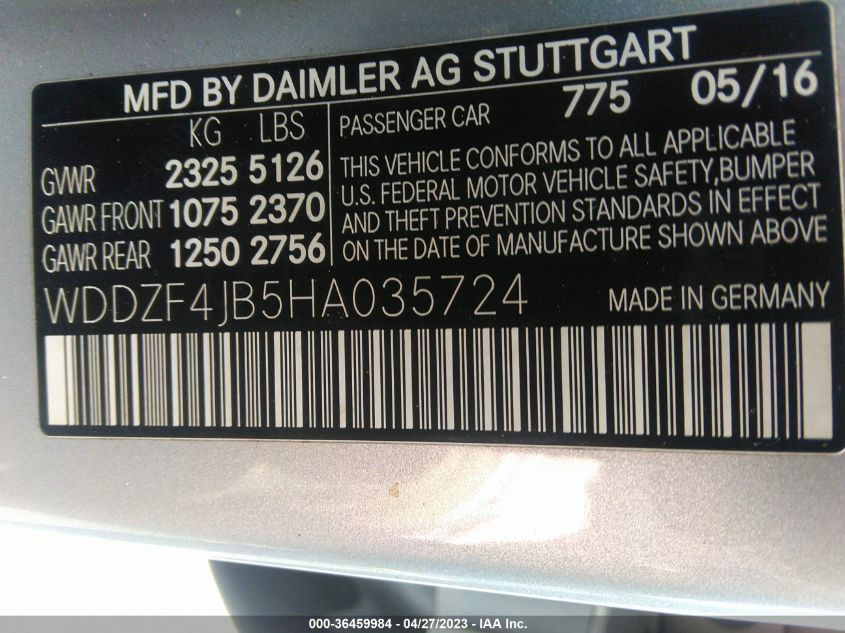 MFD BY DAIMLER AG STUTTGART
KG LBS
GVWR 2325 5126
GAWR FRONT 1075 2370
GAWR REAR 1250 2756
PASSENGER CAR 775 05/16
THIS VEHICLE CONFORMS TO ALL APPLICABLE
U.S. FEDERAL MOTOR VEHICLE SAFETY,BUMPER
AND THEFT PREVENTION STANDARDS IN EFFECT
ON THE DATE OF MANUFACTURE SHOWN ABOVE
WDDZF4JB5HA035724 MADE IN GERMANY
000-36459984 - 04/27/2023 - IAA Inc.